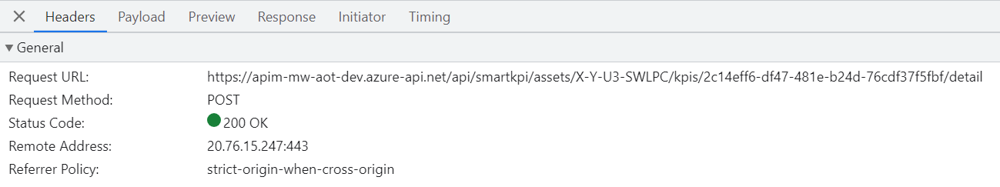 Headers Payload Preview Response Initiator Timing
General
Request URL: https://apim-mw-aot-dev.azure-api.net/api/smartkpi/assets/X-Y-U3-SWLPC/kpis/2c14eff6-df47-481e-b24d-76cdf37f5fbf/detail
Request Method: POST
Status Code: 200 OK
Remote Address: 20.76.15.247:443
Referrer Policy: strict-origin-when-cross-origin